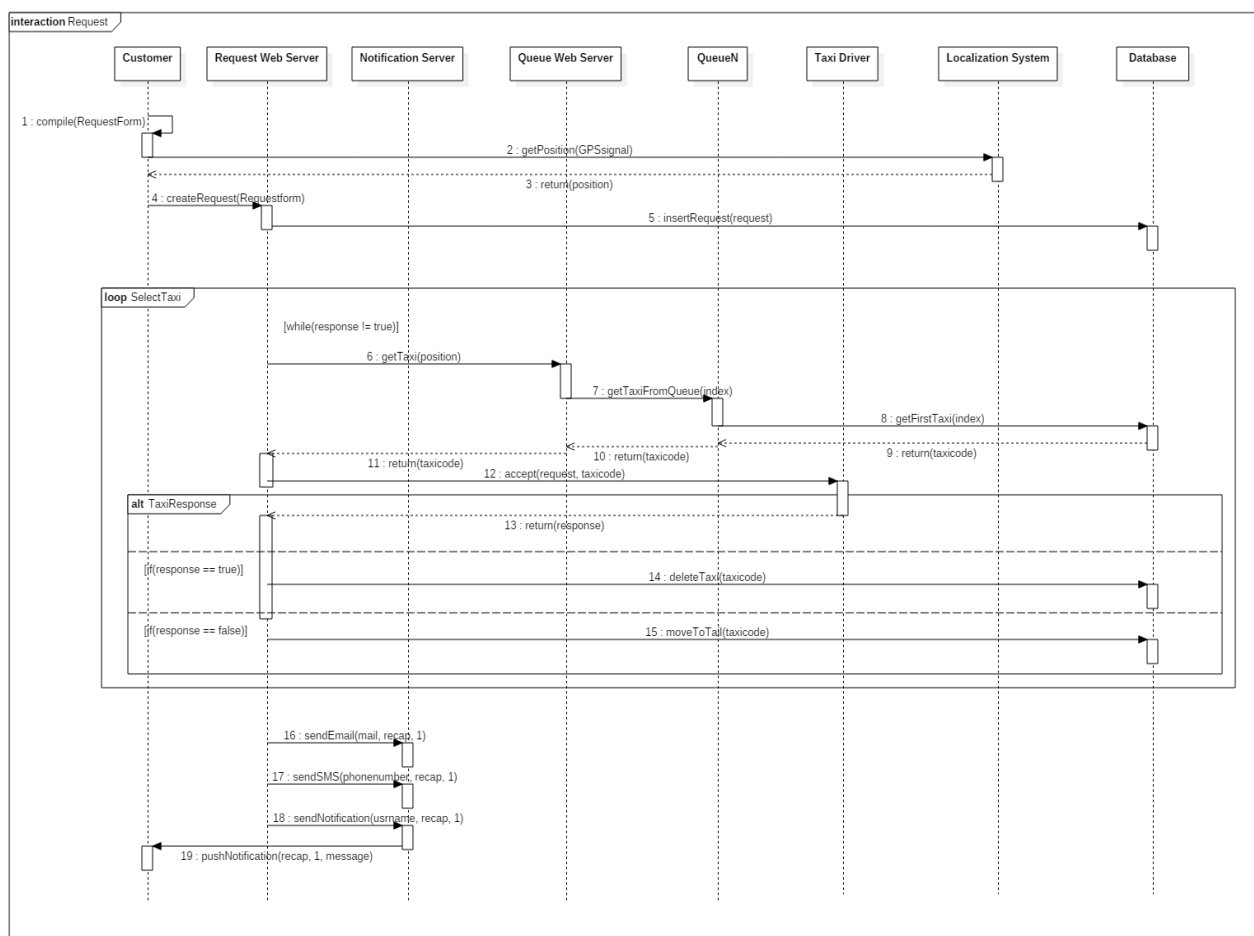 interaction Request
Customer
Request Web Server
Notification Server
Queue Web Server
QueueN
Taxi Driver
Localization System
Database
1 : compile(RequestForm)
2 : getPosition(GPSsignal)
3 : return(position)
4 : createRequest(Requestform)
5 : insertRequest(request)
loop SelectTaxi
[while(response != true)]
6 : getTaxi(position)
7 : getTaxiFromQueue(index)
8 : getFirstTaxi(index)
9 : return(taxicode)
10 : return(taxicode)
11 : return(taxicode)
12 : accept(request, taxicode)
alt TaxiResponse
13 : return(response)
[if(response == true)]
14 : deleteTaxi(taxicode)
[if(response == false)]
15 : moveToTail(taxicode)
16 : sendEmail(mail, recap, 1)
17 : sendSMS(phonenumber, recap, 1)
18 : sendNotification(usrname, recap, 1)
19 : pushNotification(recap, 1, message)